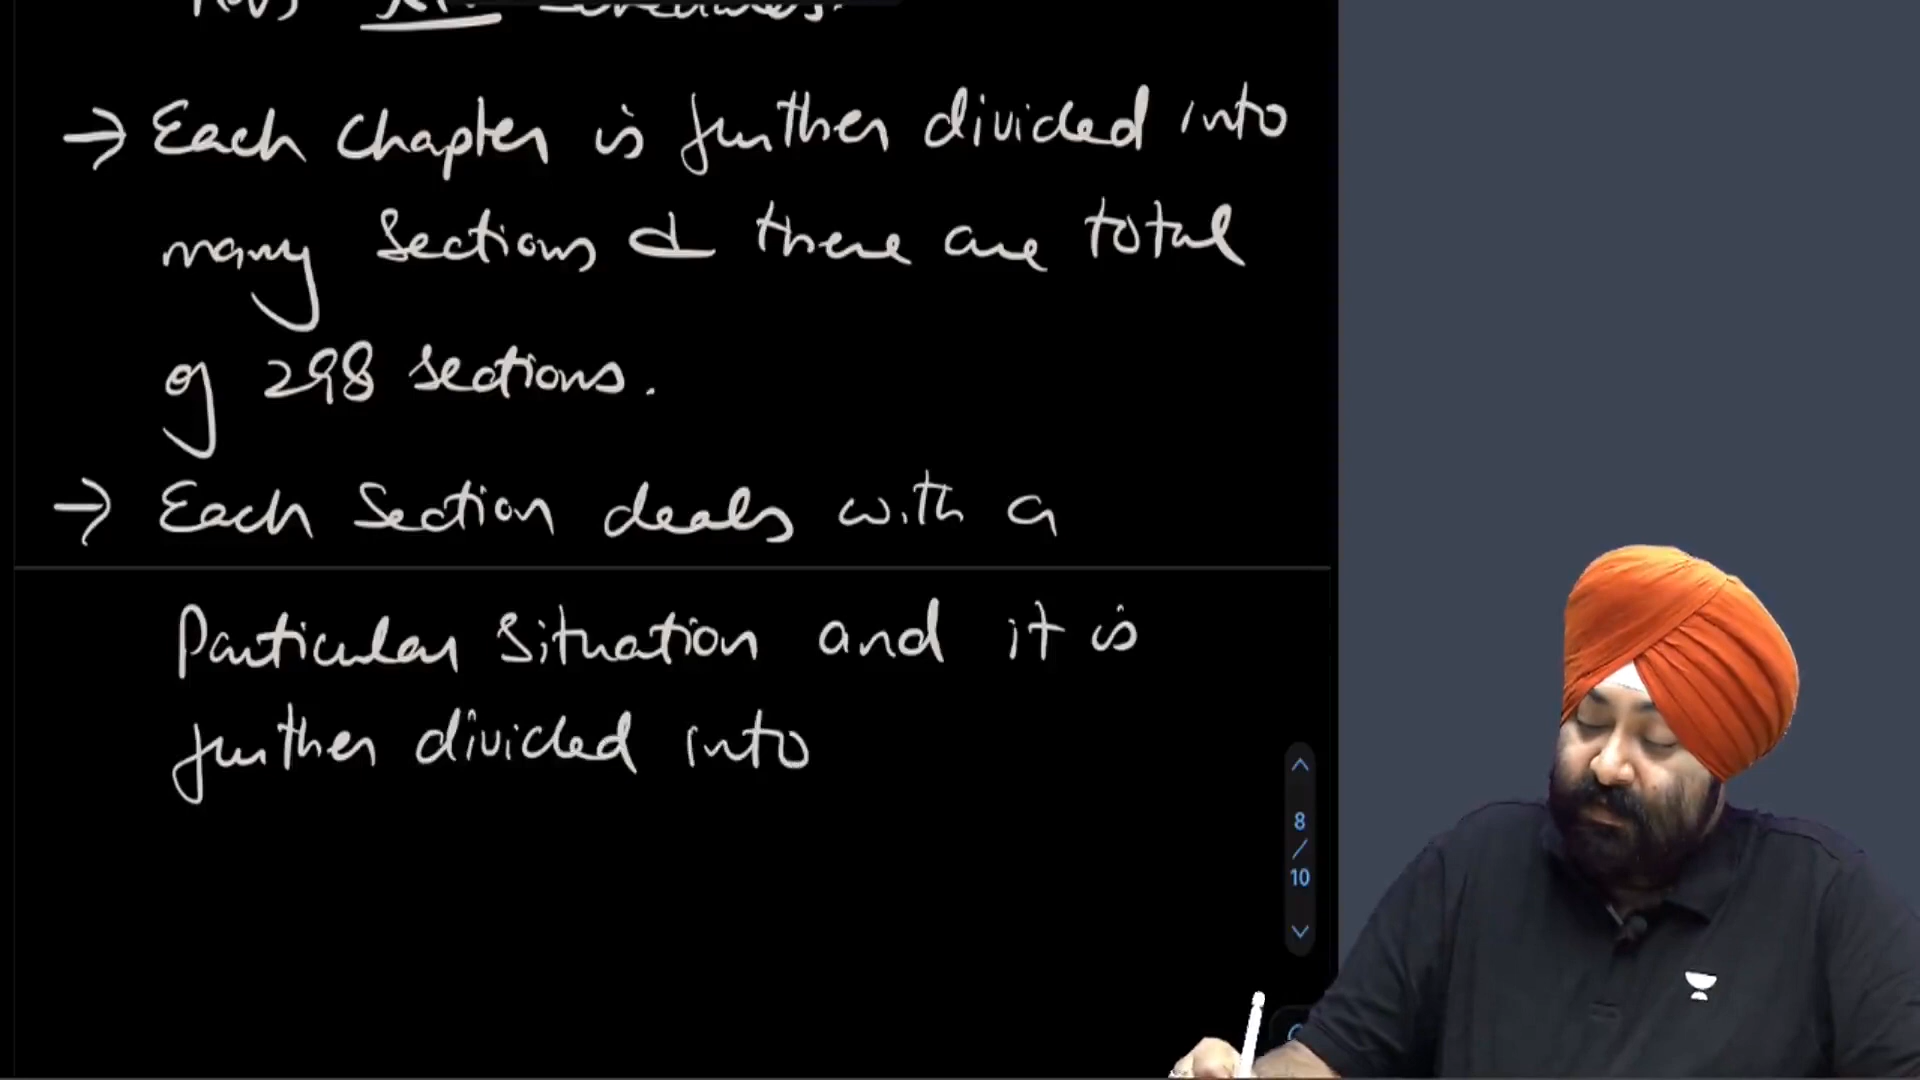 → Each Chapter is further divided into
many Sections & there are total
of 298 sections.
→ Each Section deals with a
Particular Situation and it is
further divided into
8
/
10